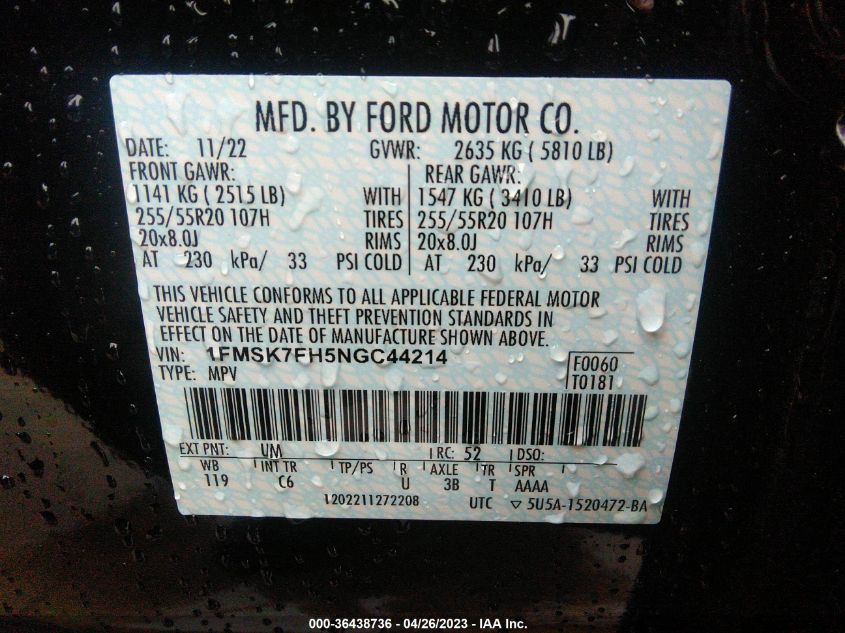 MFD. BY FORD MOTOR CO.
DATE: 11/22 GVWR: 2635 KG ( 5810 LB)
FRONT GAWR: REAR GAWR:
1141 KG ( 2515 LB) WITH 1547 KG ( 3410 LB) WITH
255/55R20 107H TIRES 255/55R20 107H TIRES
20x8.0J RIMS 20x8.0J RIMS
AT 230 kPa/ 33 PSI COLD AT 230 kPa/ 33 PSI COLD
THIS VEHICLE CONFORMS TO ALL APPLICABLE FEDERAL MOTOR
VEHICLE SAFETY AND THEFT PREVENTION STANDARDS IN
EFFECT ON THE DATE OF MANUFACTURE SHOWN ABOVE.
VIN: 1FMSK7FH5NGC44214 F0060
TYPE: MPV T0181
EXT PNT: UM RC: 52 DSO:
WB INT TR TP/PS R AXLE TR SPR
119 C6 U 3B T AAAA
1202211272208 UTC ▽ 5U5A-1520472-BA
000-36438736 - 04/26/2023 - IAA Inc.